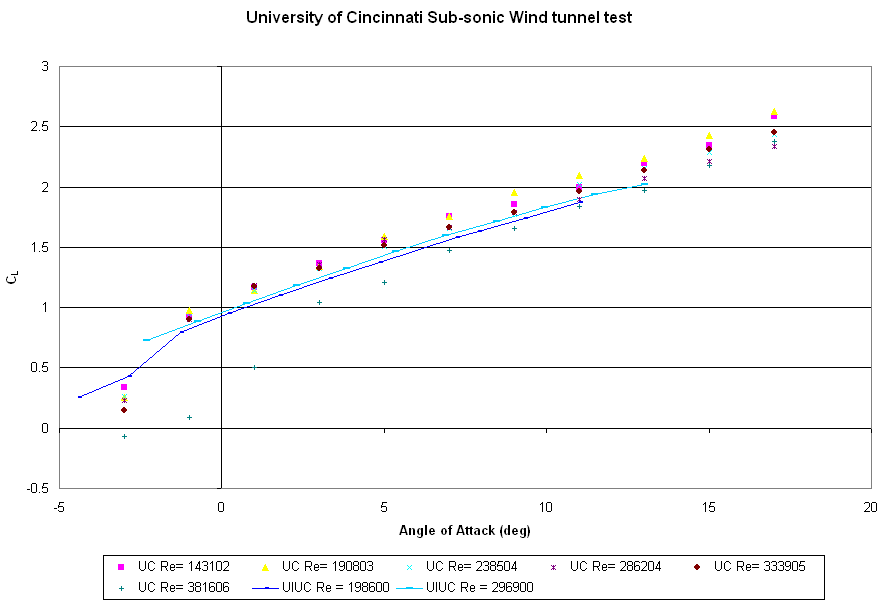 University of Cincinnati Sub-sonic Wind tunnel test
3
2.5
2
1.5
1
0.5
0
-0.5
C_L
-5 0 5 10 15 20
Angle of Attack (deg)
UC Re= 143102 UC Re= 190803 UC Re= 238504 UC Re= 286204 UC Re= 333905
UC Re= 381606 UIUC Re = 198600 UIUC Re = 296900